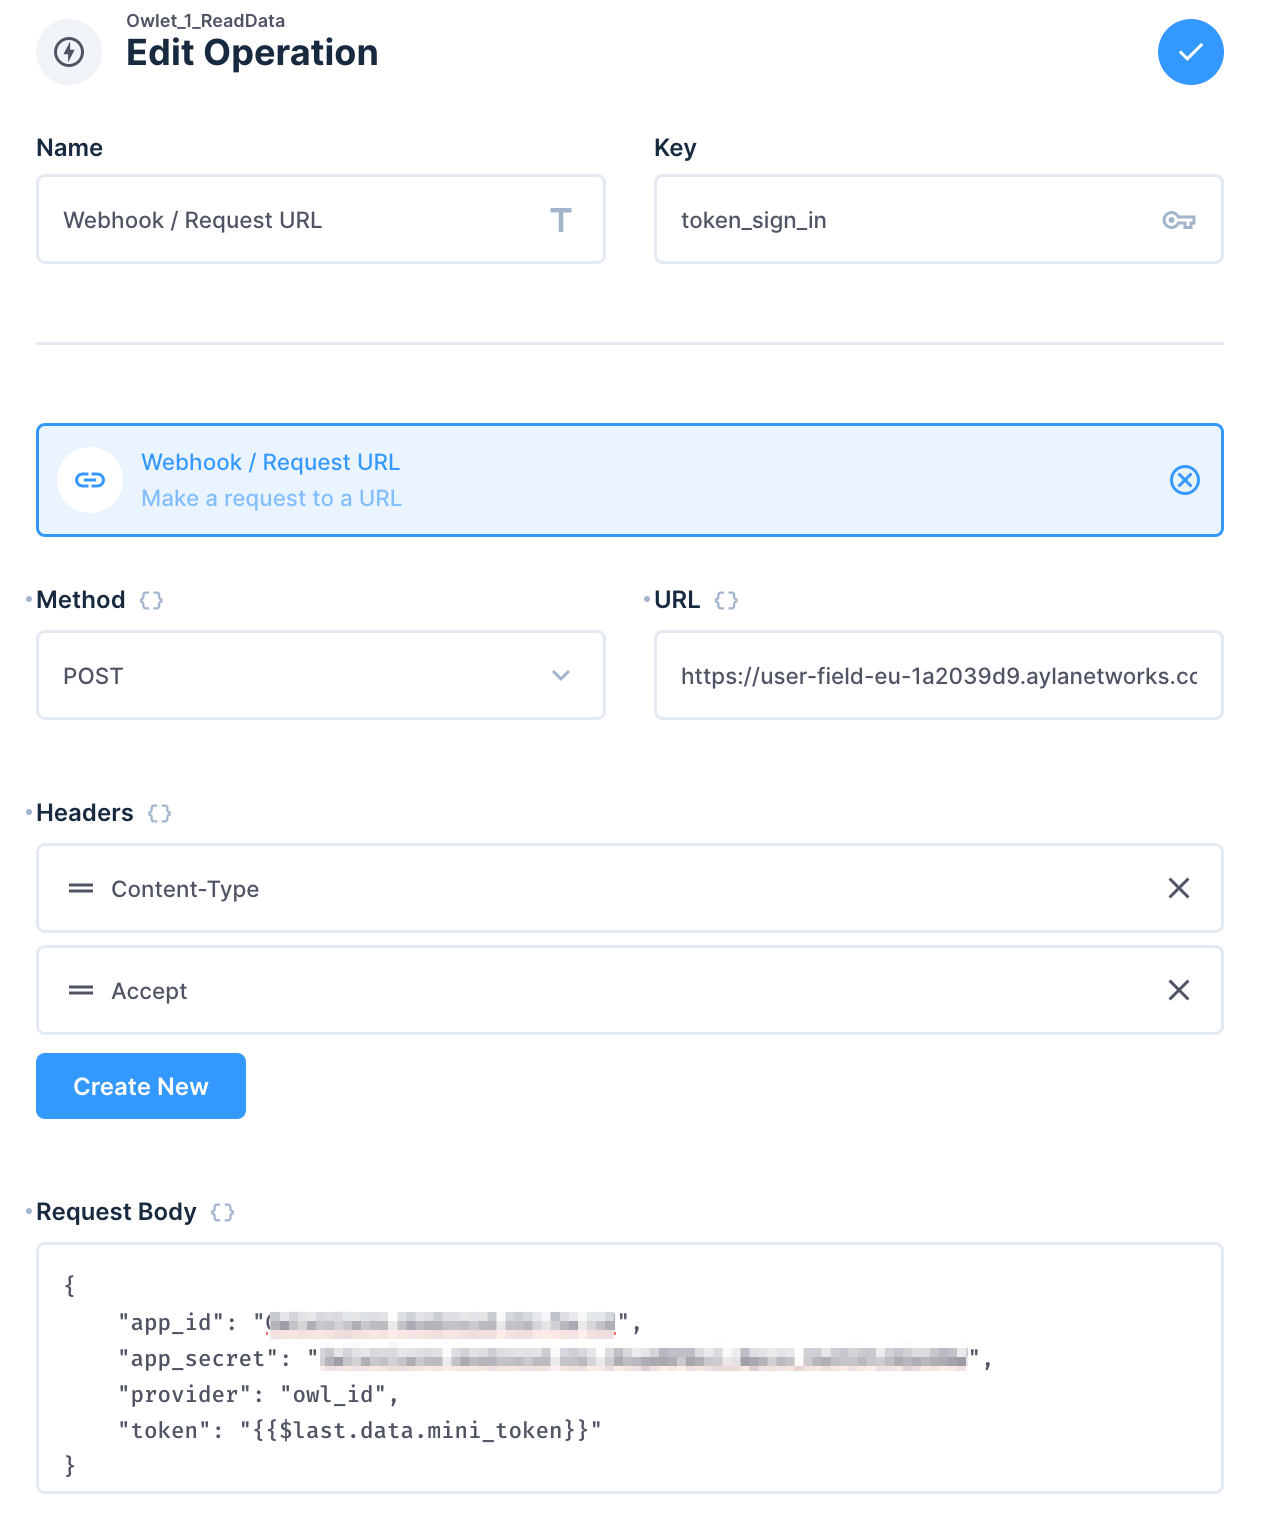 Owlet_1_ReadData
Edit Operation
Name
Key
Webhook / Request URL
token_sign_in
Webhook / Request URL
Make a request to a URL
Method {}
URL {}
POST
https://user-field-eu-1a2039d9.aylanetworks.cc
Headers {}
Content-Type
Accept
Create New
Request Body {}
{
"app_id": "",
"app_secret": "",
"provider": "owl_id",
"token": "{{$last.data.mini_token}}"
}